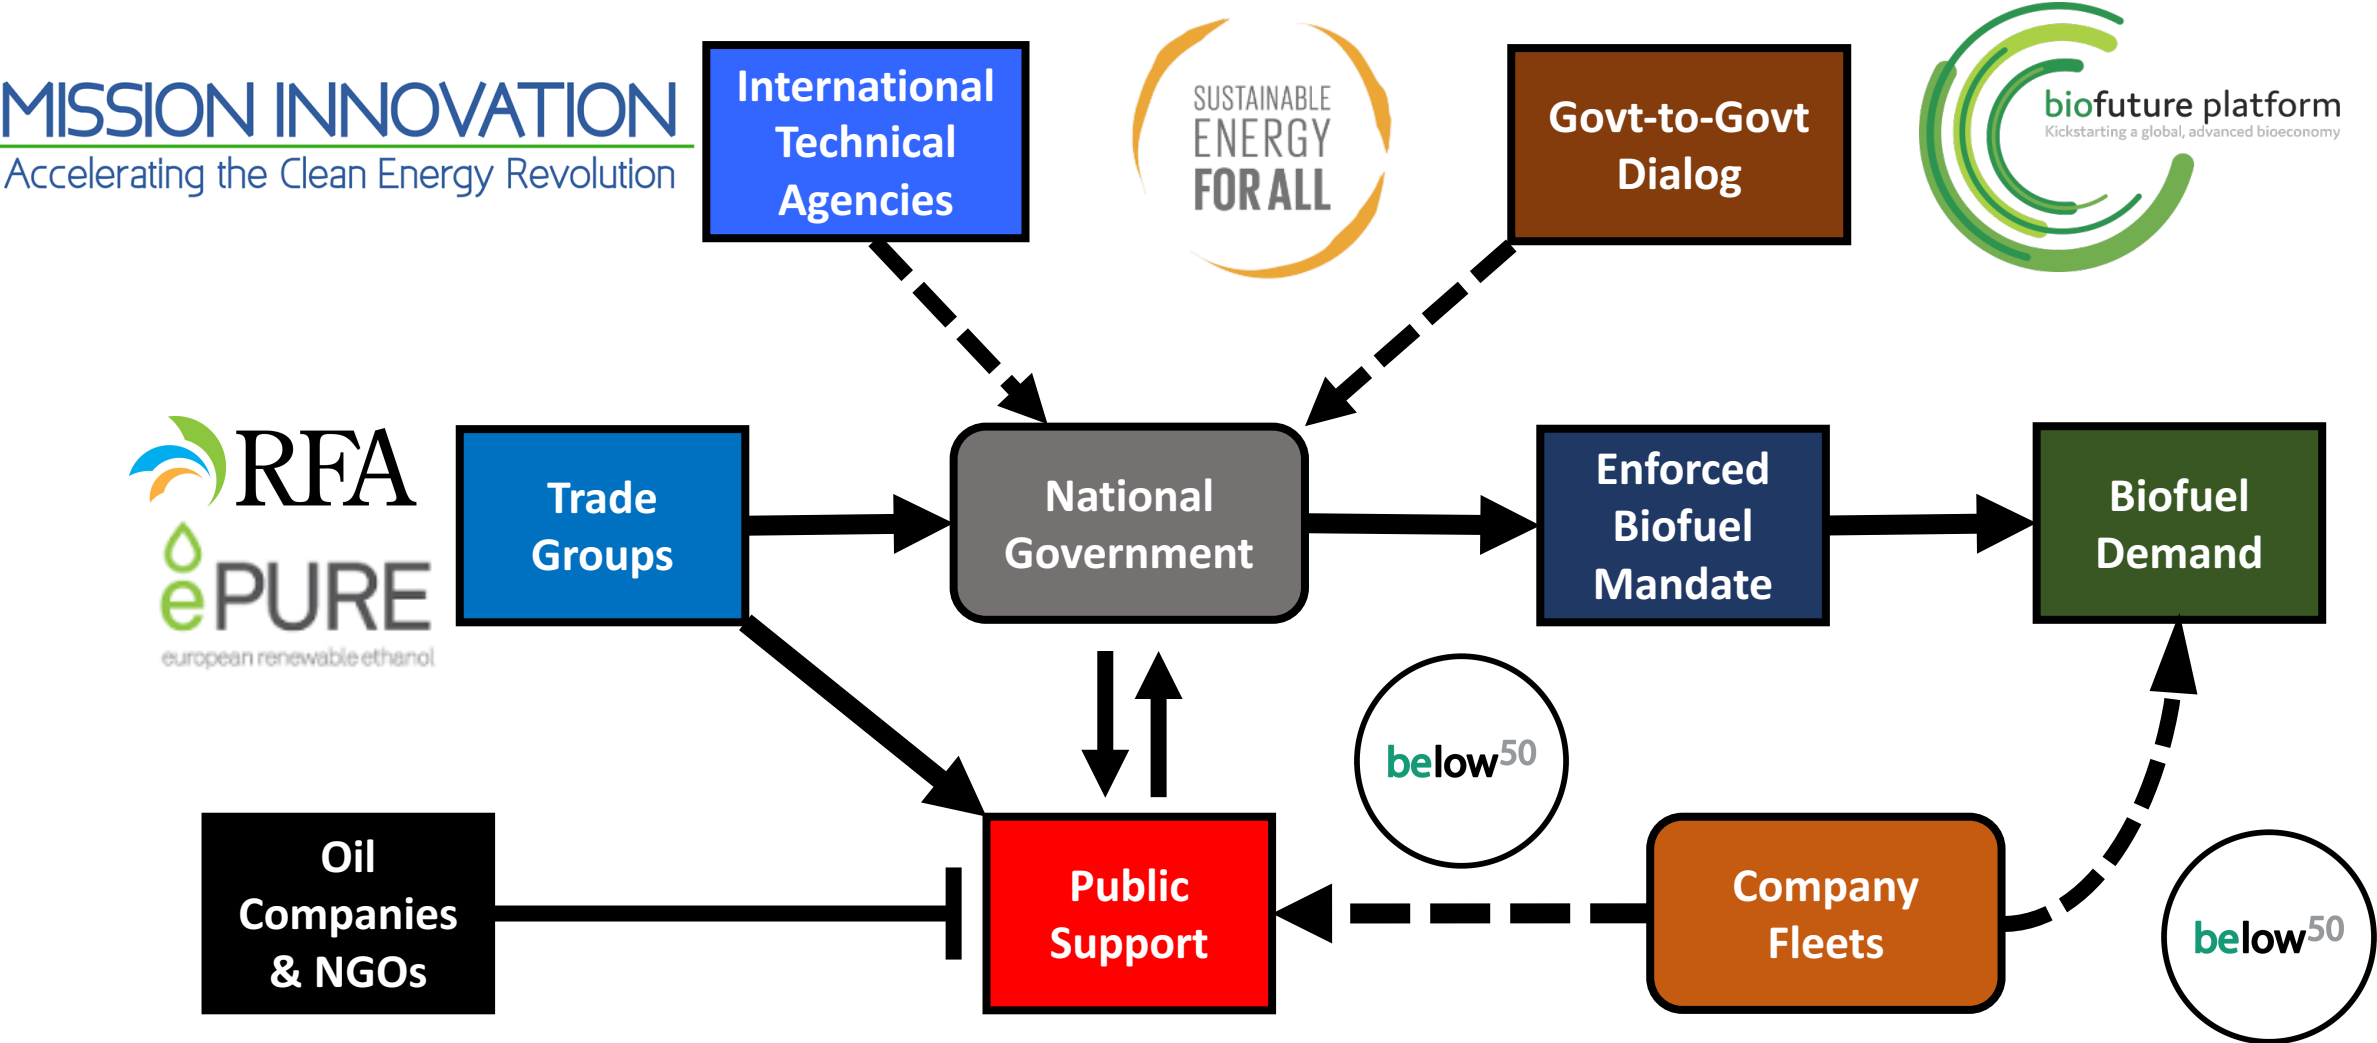 MISSION INNOVATION
Accelerating the Clean Energy Revolution
International
Technical
Agencies
SUSTAINABLE
ENERGY
FOR ALL
Govt-to-Govt
Dialog
biofuture platform
Kickstarting a global, advanced bioeconomy
RFA
ePURE
european renewable ethanol
Trade
Groups
National
Government
Enforced
Biofuel
Mandate
Biofuel
Demand
below50
Oil
Companies
& NGOs
Public
Support
Company
Fleets
below50